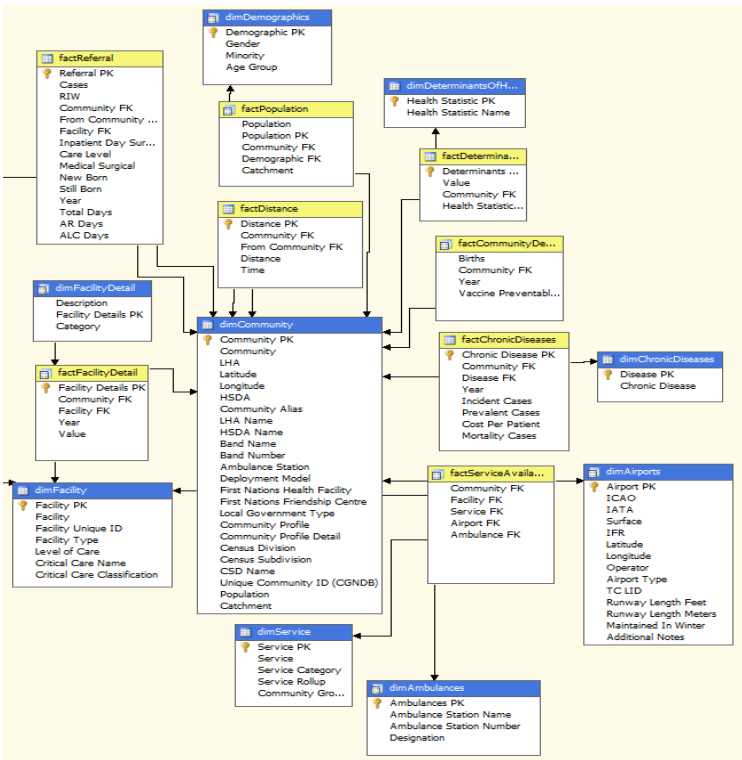 dimDemographics
Demographic PK
Gender
Minority
Age Group
factReferral
Referral PK
Cases
RIW
Community FK
From Community ...
Facility FK
Inpatient Day Sur...
Care Level
Medical Surgical
New Born
Still Born
Year
Total Days
AR Days
ALC Days
factPopulation
Population
Population PK
Community FK
Demographic FK
Catchment
dimDeterminantsOfH...
Health Statistic PK
Health Statistic Name
factDetermina...
Determinants ...
Value
Community FK
Health Statistic...
factDistance
Distance PK
Community FK
From Community FK
Distance
Time
factCommunityDe...
Births
Community FK
Year
Vaccine Preventabl...
dimFacilityDetail
Description
Facility Details PK
Category
dimCommunity
Community PK
Community
LHA
Latitude
Longitude
HSDA
Community Alias
LHA Name
HSDA Name
Band Name
Band Number
Ambulance Station
Deployment Model
First Nations Health Facility
First Nations Friendship Centre
Local Government Type
Community Profile
Community Profile Detail
Census Division
Census Subdivision
CSD Name
Unique Community ID (CGNDB)
Population
Catchment
factChronicDiseases
Chronic Disease PK
Community FK
Disease FK
Year
Incident Cases
Prevalent Cases
Cost Per Patient
Mortality Cases
dimChronicDiseases
Disease PK
Chronic Disease
factFacilityDetail
Facility Details PK
Community FK
Facility FK
Year
Value
dimFacility
Facility PK
Facility
Facility Unique ID
Facility Type
Level of Care
Critical Care Name
Critical Care Classification
factServiceAvaila...
Community FK
Facility FK
Service FK
Airport FK
Ambulance FK
dimAirports
Airport PK
ICAO
IATA
Surface
IFR
Latitude
Longitude
Operator
Airport Type
TC LID
Runway Length Feet
Runway Length Meters
Maintained In Winter
Additional Notes
dimService
Service PK
Service
Service Category
Service Rollup
Community Gro...
dimAmbulances
Ambulances PK
Ambulance Station Name
Ambulance Station Number
Designation